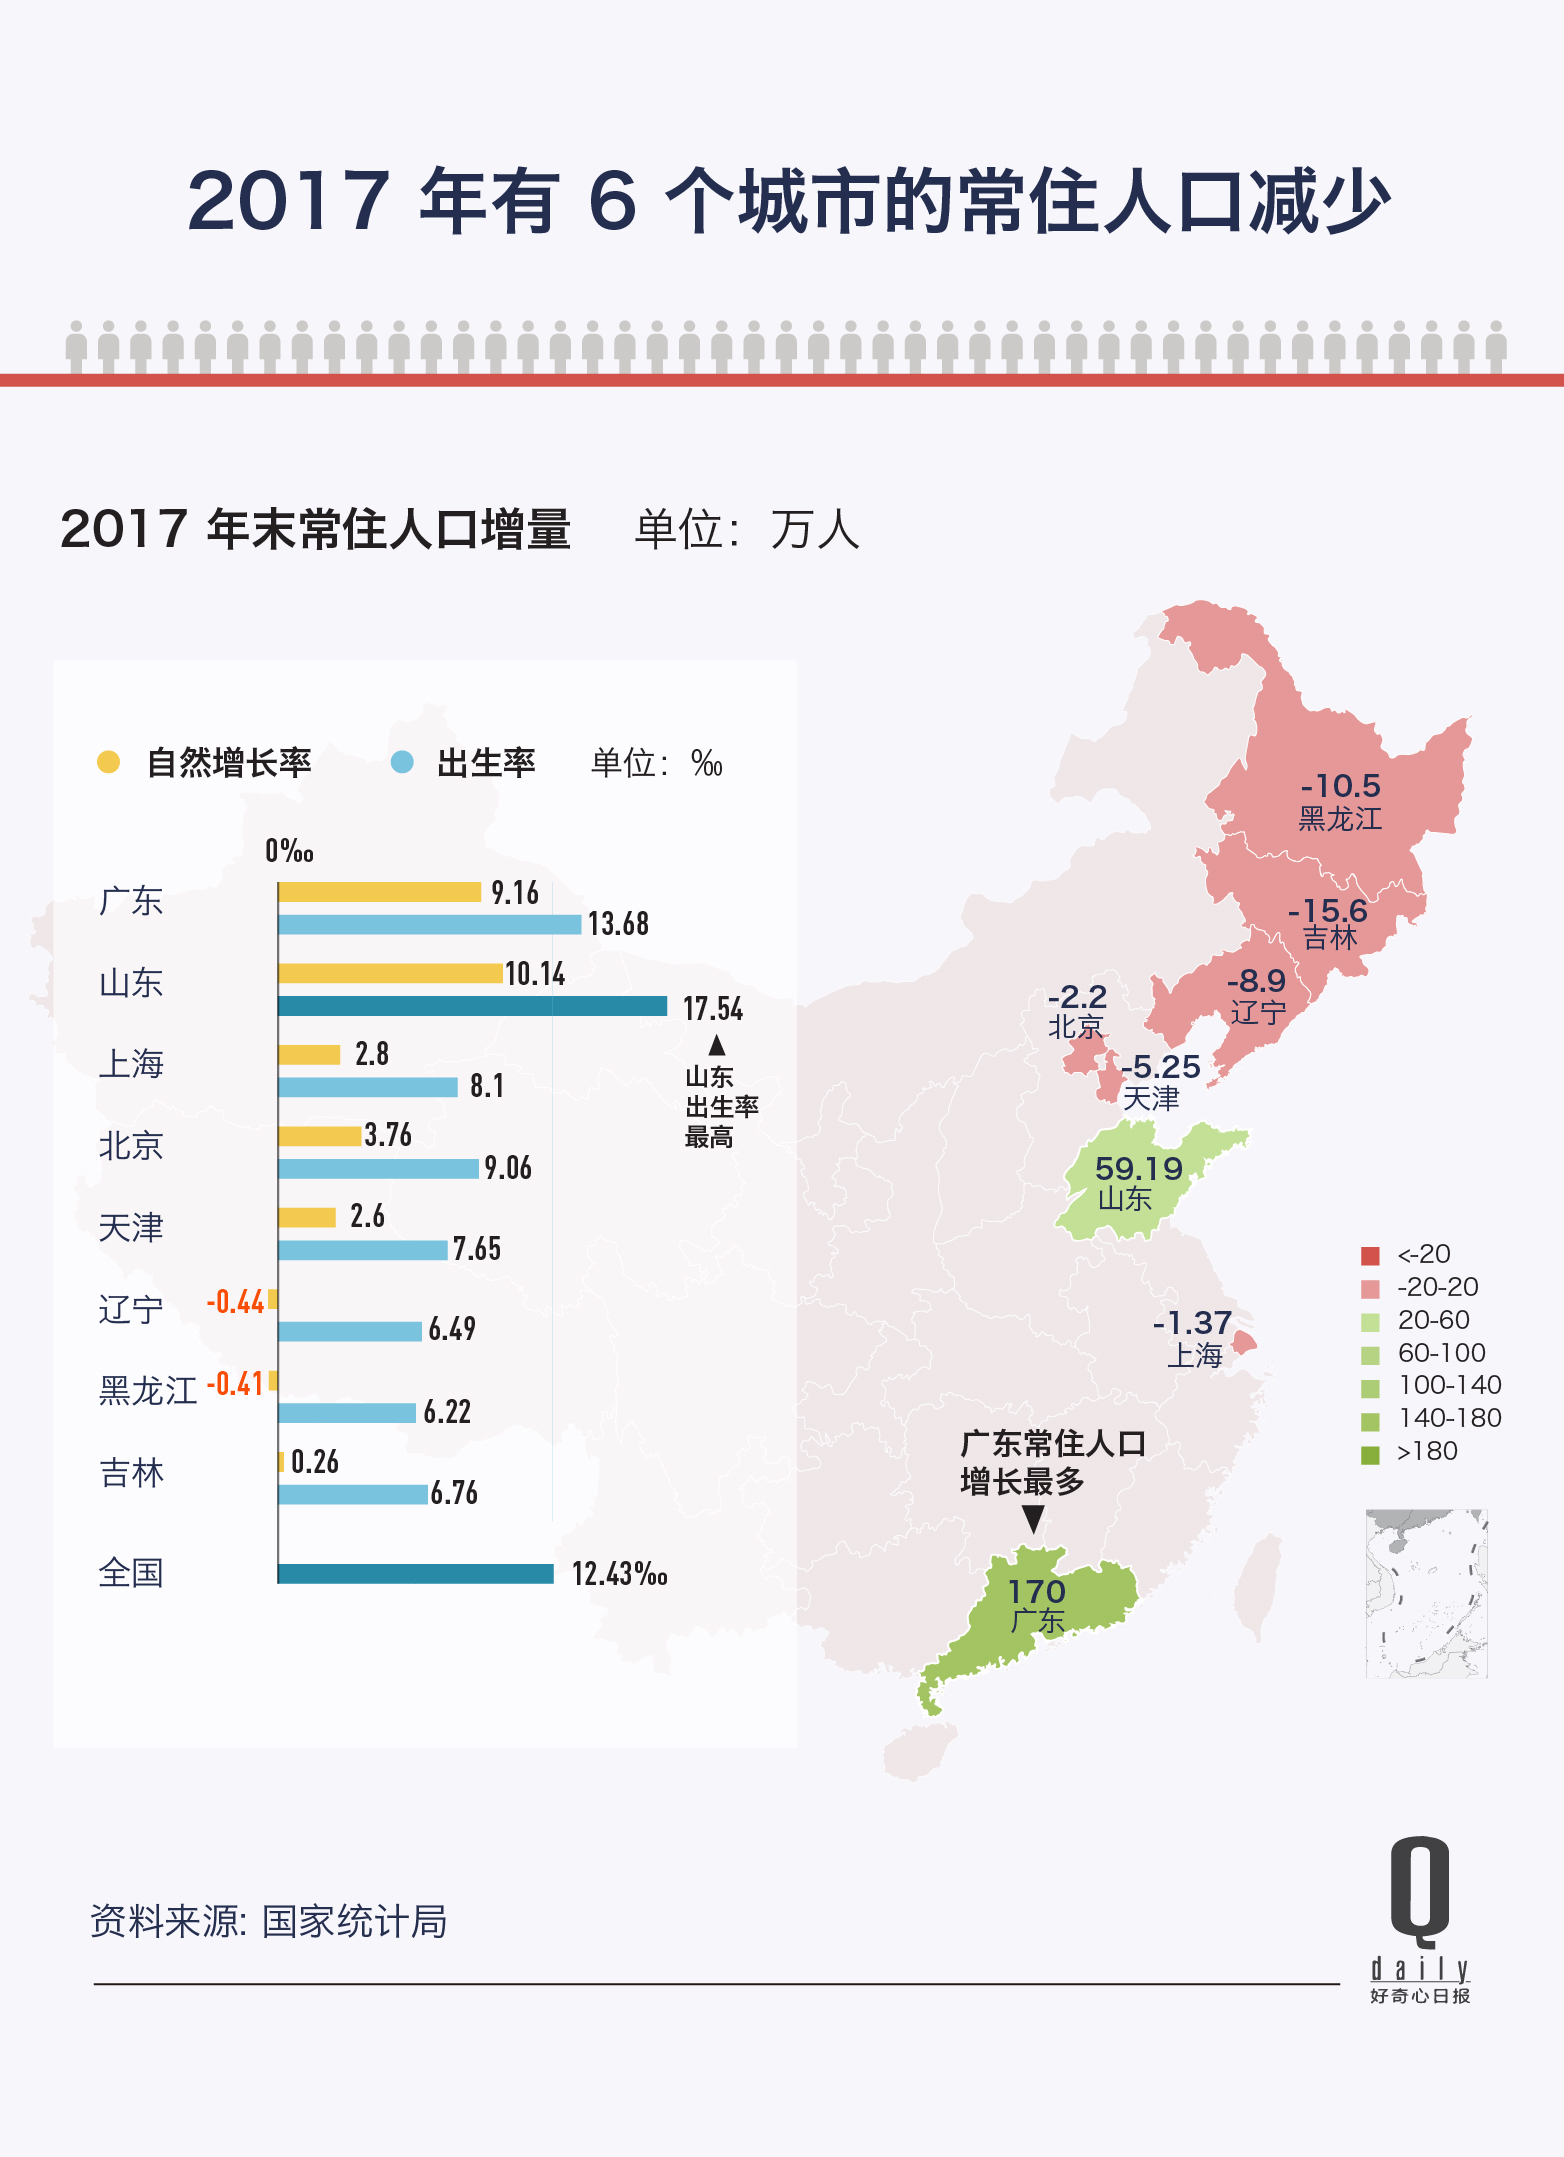 2017 年有 6 个城市的常住人口减少
2017 年末常住人口增量 单位：万人
自然增长率 出生率 单位：‰
0‰
广东 9.16
13.68
山东 10.14
17.54
山东
出生率
最高
上海 2.8
8.1
北京 3.76
9.06
天津 2.6
7.65
辽宁 -0.44
6.49
黑龙江 -0.41
6.22
吉林 0.26
6.76
全国 12.43‰
-10.5
黑龙江
-15.6
吉林
-8.9
辽宁
-2.2
北京
-5.25
天津
59.19
山东
-1.37
上海
广东常住人口
增长最多
170
广东
<-20
-20-20
20-60
60-100
100-140
140-180
>180
资料来源: 国家统计局
Q
daily
好奇心日报